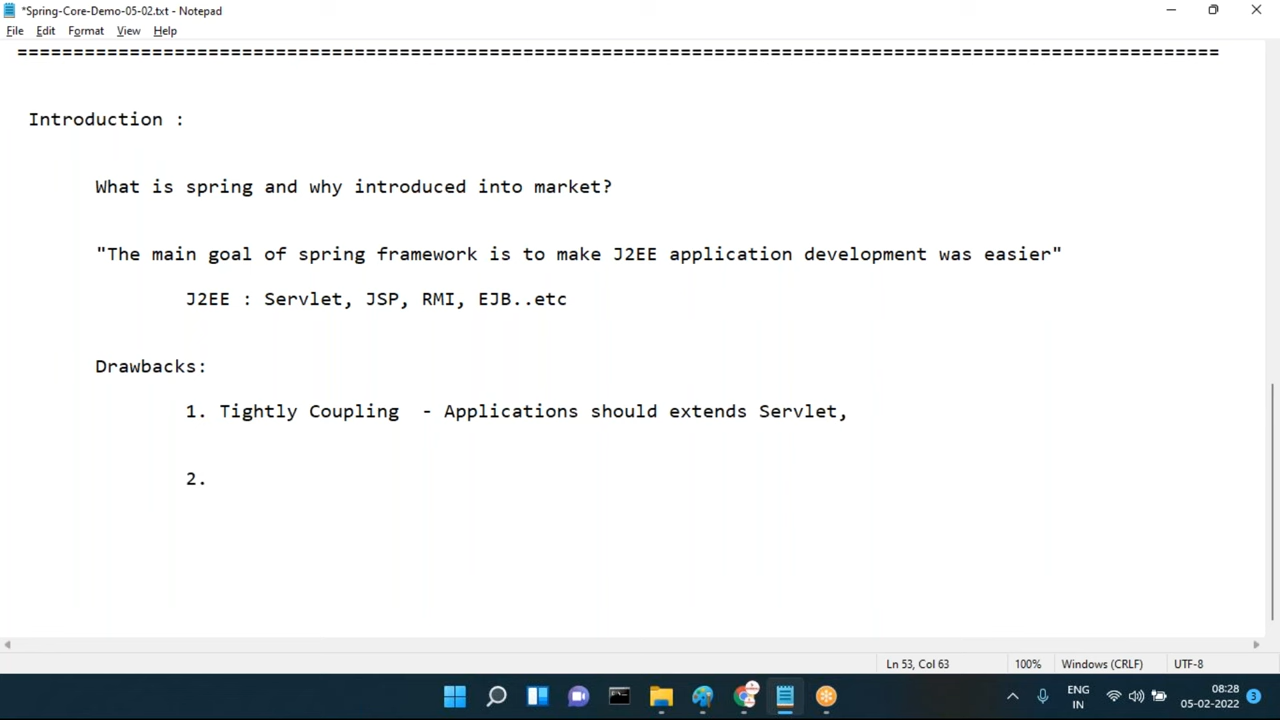 *Spring-Core-Demo-05-02.txt - Notepad
File Edit Format View Help
===========================================================================================================
Introduction :
What is spring and why introduced into market?
"The main goal of spring framework is to make J2EE application development was easier"
J2EE : Servlet, JSP, RMI, EJB..etc
Drawbacks:
1. Tightly Coupling - Applications should extends Servlet,
2.
Ln 53, Col 63 100% Windows (CRLF) UTF-8
ENG 08:28
IN 05-02-2022 3